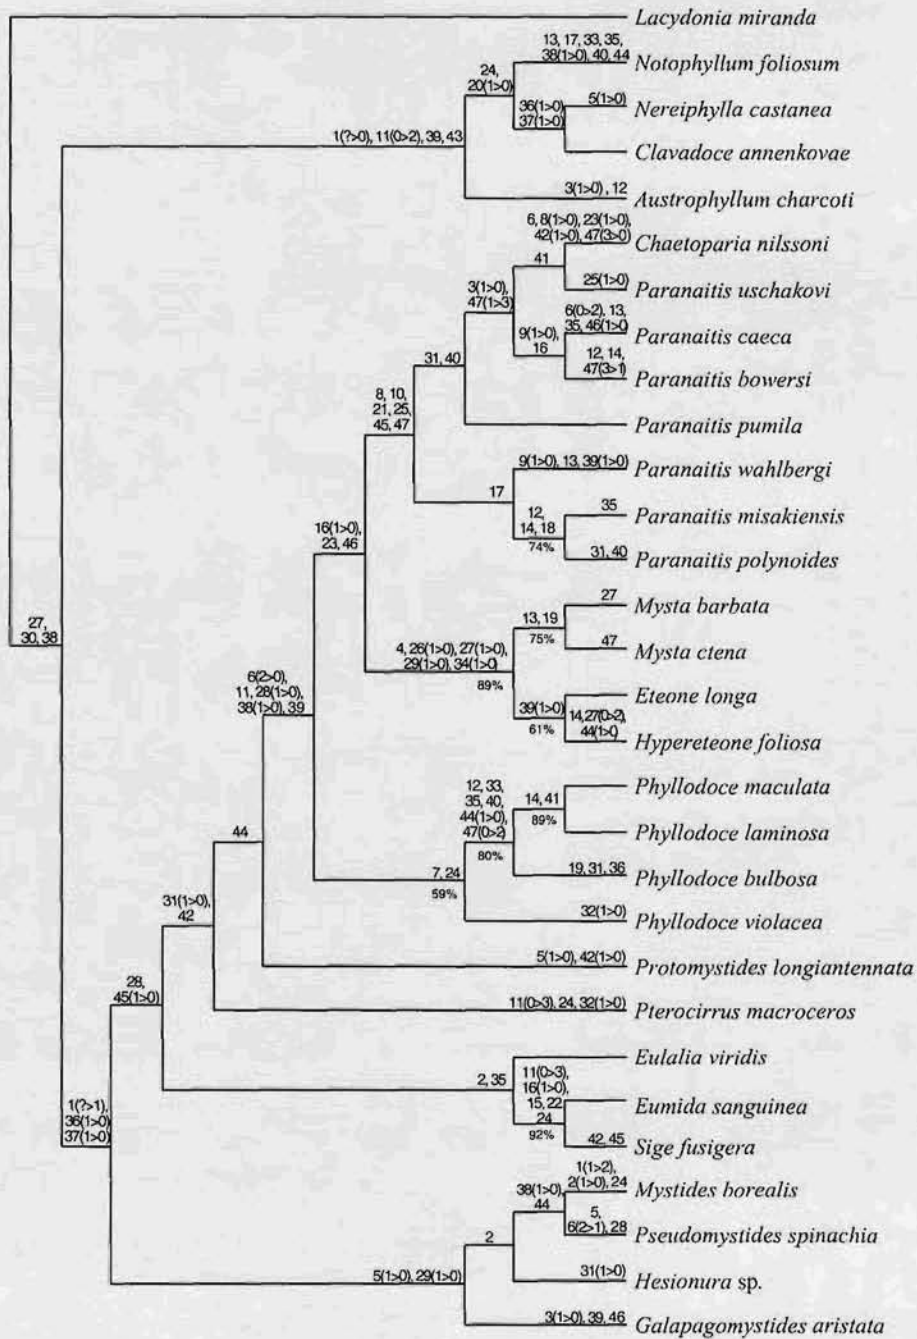 Lacydonia miranda
13, 17, 33, 35,
38(1>0), 40, 44
Notophyllum foliosum
24,
20(1>0)
36(1>0)
37(1>0)
5(1>0)
Nereiphylla castanea
Clavadoce annenkovae
1(?>0), 11(0>2), 39, 43
3(1>0), 12
Austrophyllum charcoti
6, 8(1>0), 23(1>0),
42(1>0), 47(3>0)
Chaetoparia nilssoni
41
25(1>0)
Paranaitis uschakovi
3(1>0),
47(1>3)
9(1>0),
16
6(0>2), 13,
35, 46(1>0
Paranaitis caeca
12, 14,
47(3>1)
Paranaitis bowersi
31, 40
Paranaitis pumila
8, 10,
21, 25,
45, 47
9(1>0), 13, 39(1>0)
Paranaitis wahlbergi
17
12,
14, 18
74%
35
Paranaitis misakiensis
31, 40
Paranaitis polynoides
16(1>0),
23, 46
27
Mysta barbata
13, 19
75%
47
Mysta ctena
4, 26(1>0), 27(1>0),
29(1>0), 34(1>0)
89%
Eteone longa
39(1>0)
61%
14, 27(0>2),
44(1>0)
Hypereteone foliosa
27,
30, 38
6(2>0),
11, 28(1>0),
38(1>0), 39
12, 33,
35, 40,
44(1>0),
47(0>2)
80%
14, 41
89%
Phyllodoce maculata
Phyllodoce laminosa
19, 31, 36
Phyllodoce bulbosa
7, 24
59%
32(1>0)
Phyllodoce violacea
44
5(1>0), 42(1>0)
Protomystides longiantennata
31(1>0),
42
11(0>3), 24, 32(1>0)
Pterocirrus macroceros
28,
45(1>0)
Eulalia viridis
2, 35
11(0>3),
16(1>0),
15, 22
24
92%
Eumida sanguinea
42, 45
Sige fusigera
1(?>1),
36(1>0)
37(1>0)
1(1>2),
2(1>0), 24
Mystides borealis
38(1>0),
44
5,
6(2>1), 28
Pseudomystides spinachia
2
31(1>0)
Hesionura sp.
5(1>0), 29(1>0)
3(1>0), 39, 46
Galapagomystides aristata